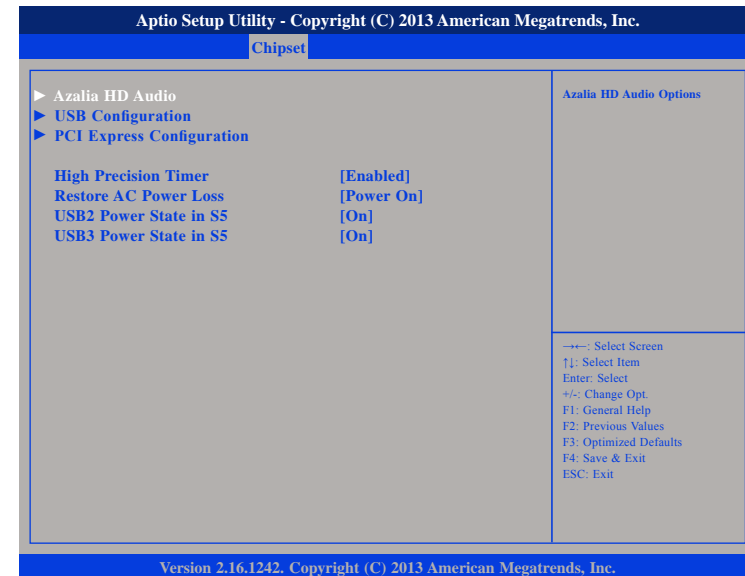 Aptio Setup Utility - Copyright (C) 2013 American Megatrends, Inc.
Chipset
► Azalia HD Audio
► USB Configuration
► PCI Express Configuration
High Precision Timer [Enabled]
Restore AC Power Loss [Power On]
USB2 Power State in S5 [On]
USB3 Power State in S5 [On]
Azalia HD Audio Options
→←: Select Screen
↑↓: Select Item
Enter: Select
+/-: Change Opt.
F1: General Help
F2: Previous Values
F3: Optimized Defaults
F4: Save & Exit
ESC: Exit
Version 2.16.1242. Copyright (C) 2013 American Megatrends, Inc.